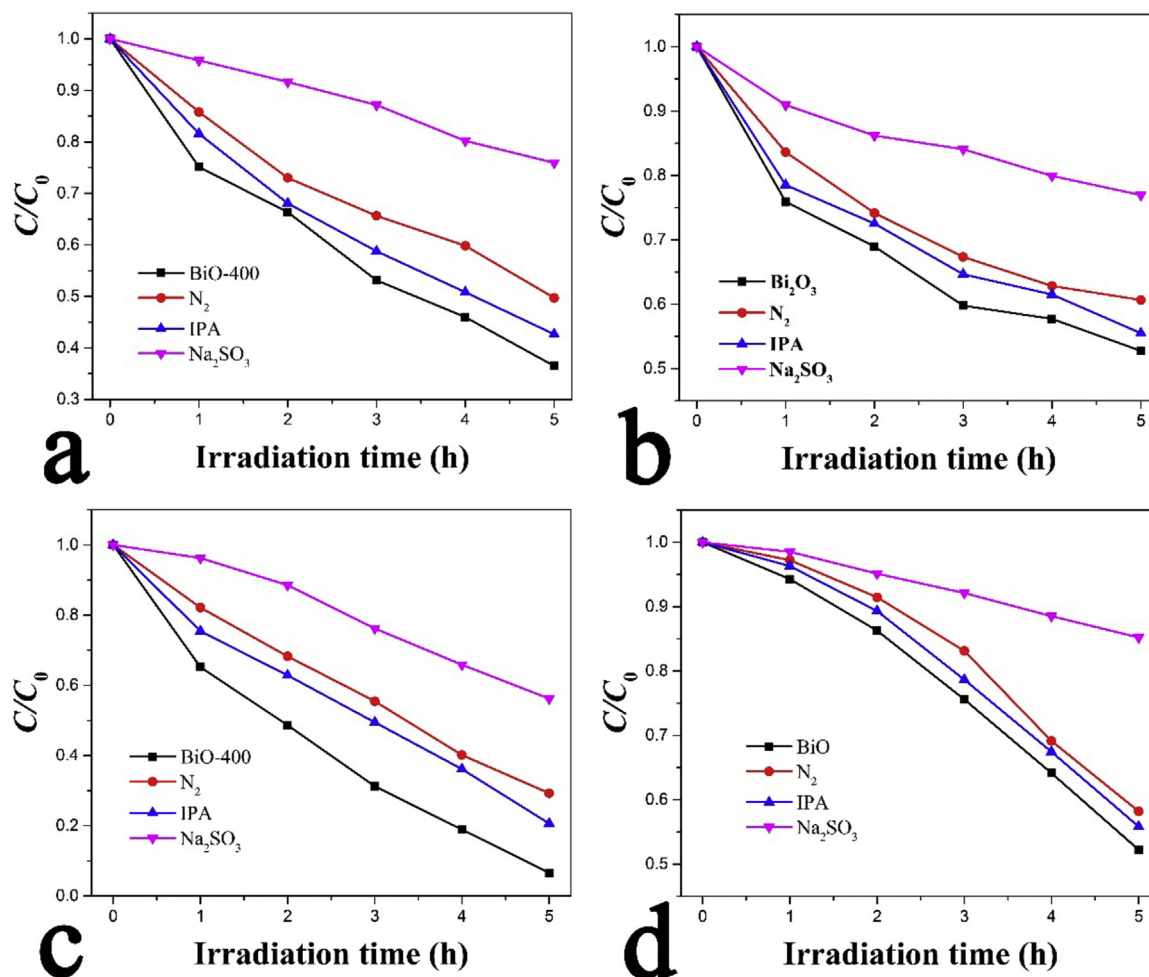 1.0
0.9
0.8
0.7
0.6
0.5
0.4
0.3
C/C₀
BiO-400
N₂
IPA
Na₂SO₃
0 1 2 3 4 5
Irradiation time (h)
a
1.0
0.9
0.8
0.7
0.6
0.5
C/C₀
Bi₂O₃
N₂
IPA
Na₂SO₃
0 1 2 3 4 5
Irradiation time (h)
b
1.0
0.8
0.6
0.4
0.2
0.0
C/C₀
BiO-400
N₂
IPA
Na₂SO₃
0 1 2 3 4 5
Irradiation time (h)
c
1.0
0.9
0.8
0.7
0.6
0.5
C/C₀
BiO
N₂
IPA
Na₂SO₃
0 1 2 3 4 5
Irradiation time (h)
d